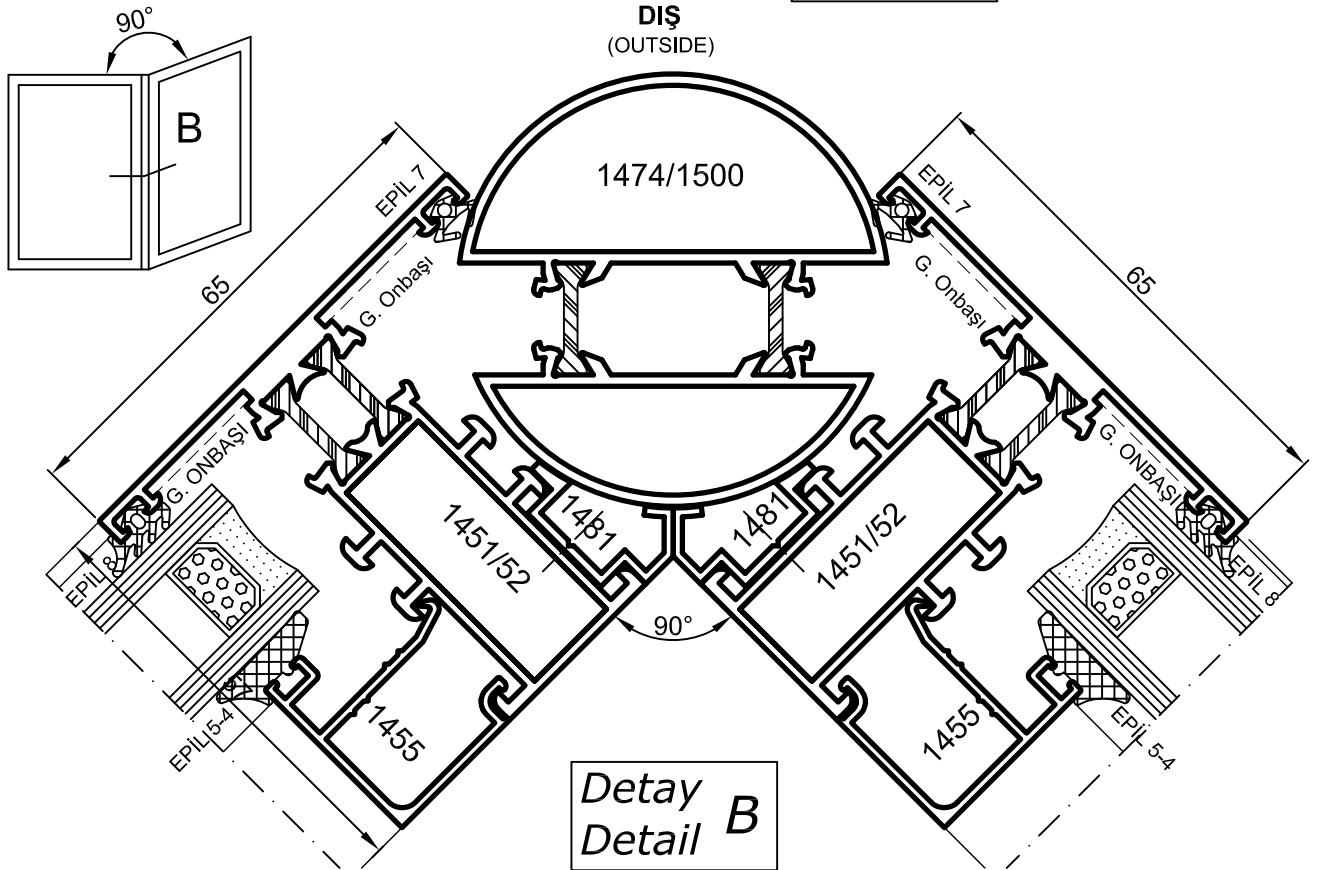 90°
B
DIŞ
(OUTSIDE)
1474/1500
EPİL 7
EPİL 7
65
65
G. Onbaşı
G. Onbaşı
G. ONBAŞI
G. ONBAŞI
1481
1481
1451/52
1451/52
EPİL 8
EPİL 8
90°
1455
1455
EPİL 5-4
EPİL 5-4
Detay
Detail
B